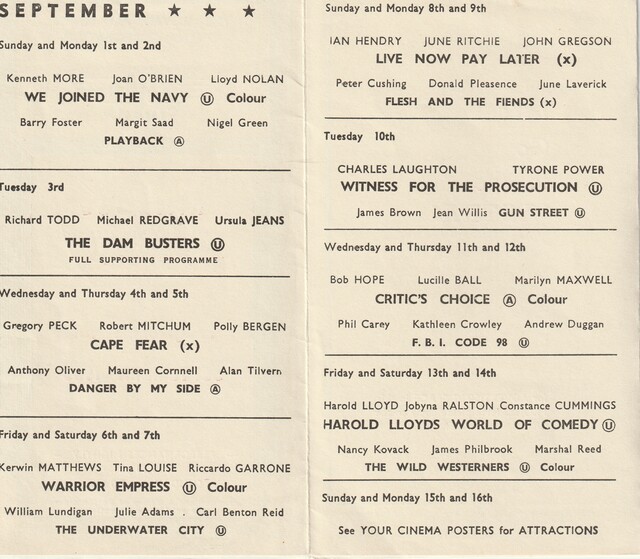 SEPTEMBER ★ ★ ★
Sunday and Monday 1st and 2nd
Kenneth MORE Joan O'BRIEN Lloyd NOLAN
WE JOINED THE NAVY Ⓤ Colour
Barry Foster Margit Saad Nigel Green
PLAYBACK Ⓐ
Tuesday 3rd
Richard TODD Michael REDGRAVE Ursula JEANS
THE DAM BUSTERS Ⓤ
FULL SUPPORTING PROGRAMME
Wednesday and Thursday 4th and 5th
Gregory PECK Robert MITCHUM Polly BERGEN
CAPE FEAR (x)
Anthony Oliver Maureen Cornnell Alan Tilvern
DANGER BY MY SIDE Ⓐ
Friday and Saturday 6th and 7th
Kerwin MATTHEWS Tina LOUISE Riccardo GARRONE
WARRIOR EMPRESS Ⓤ Colour
William Lundigan Julie Adams . Carl Benton Reid
THE UNDERWATER CITY Ⓤ
Sunday and Monday 8th and 9th
IAN HENDRY JUNE RITCHIE JOHN GREGSON
LIVE NOW PAY LATER (x)
Peter Cushing Donald Pleasence June Laverick
FLESH AND THE FIENDS (x)
Tuesday 10th
CHARLES LAUGHTON TYRONE POWER
WITNESS FOR THE PROSECUTION Ⓤ
James Brown Jean Willis GUN STREET Ⓤ
Wednesday and Thursday 11th and 12th
Bob HOPE Lucille BALL Marilyn MAXWELL
CRITIC'S CHOICE Ⓐ Colour
Phil Carey Kathleen Crowley Andrew Duggan
F. B. I. CODE 98 Ⓤ
Friday and Saturday 13th and 14th
Harold LLOYD Jobyna RALSTON Constance CUMMINGS
HAROLD LLOYDS WORLD OF COMEDY Ⓤ
Nancy Kovack James Philbrook Marshal Reed
THE WILD WESTERNERS Ⓤ Colour
Sunday and Monday 15th and 16th
See YOUR CINEMA POSTERS for ATTRACTIONS